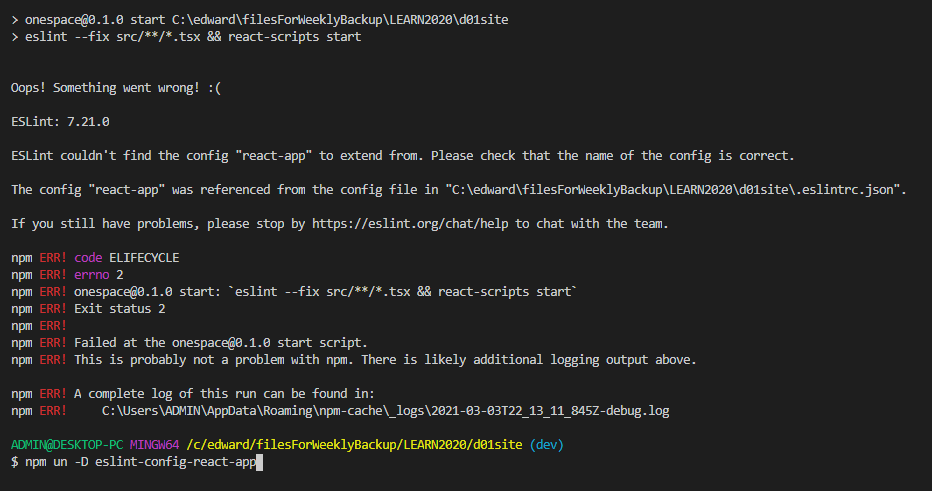 > onespace@0.1.0 start C:\edward\filesForWeeklyBackup\LEARN2020\d01site
> eslint --fix src/**/*.tsx && react-scripts start
Oops! Something went wrong! :(
ESLint: 7.21.0
ESLint couldn't find the config "react-app" to extend from. Please check that the name of the config is correct.
The config "react-app" was referenced from the config file in "C:\edward\filesForWeeklyBackup\LEARN2020\d01site\.eslintrc.json".
If you still have problems, please stop by https://eslint.org/chat/help to chat with the team.
npm ERR! code ELIFECYCLE
npm ERR! errno 2
npm ERR! onespace@0.1.0 start: `eslint --fix src/**/*.tsx && react-scripts start`
npm ERR! Exit status 2
npm ERR!
npm ERR! Failed at the onespace@0.1.0 start script.
npm ERR! This is probably not a problem with npm. There is likely additional logging output above.
npm ERR! A complete log of this run can be found in:
npm ERR!     C:\Users\ADMIN\AppData\Roaming\npm-cache\_logs\2021-03-03T22_13_11_845Z-debug.log
ADMIN@DESKTOP-PC MINGW64 /c/edward/filesForWeeklyBackup/LEARN2020/d01site (dev)
$ npm un -D eslint-config-react-app